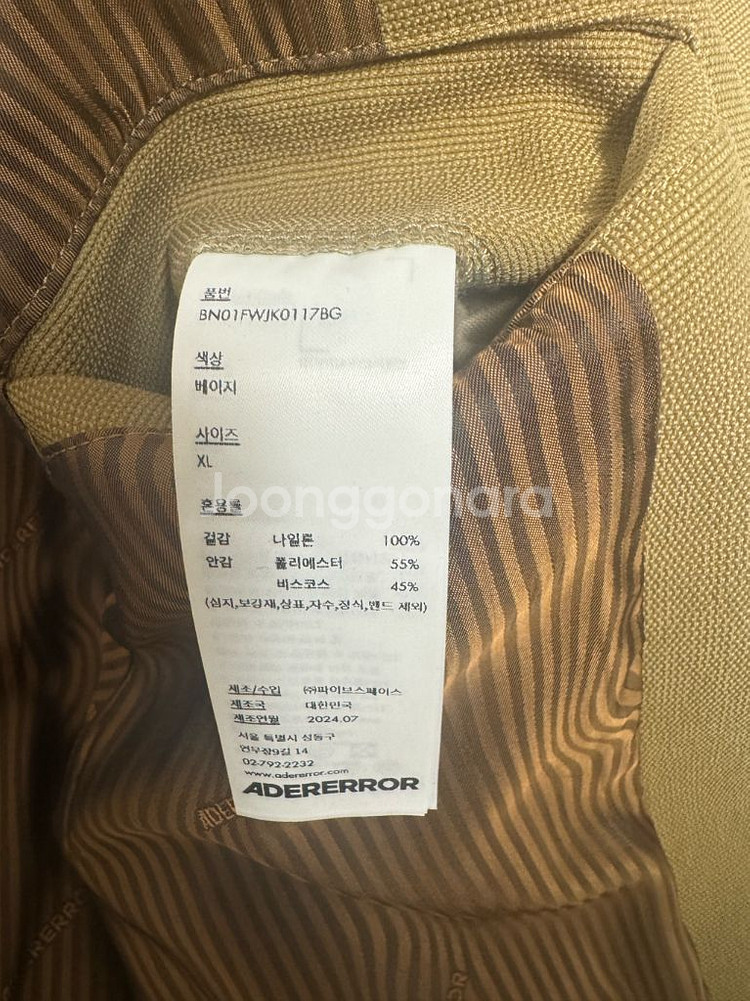 품번
BN01FWJK0117BG
색상
베이지
사이즈
XL
혼용률
joonggonara
겉감 나일론 100%
안감 폴리에스터 55%
비스코스 45%
(심지,보강재,상표,자수,장식,밴드 제외)
제조/수입 ㈜파이브스페이스
제조국 대한민국
제조연월 2024.07
서울 특별시 성동구
연무장9길 14
02-792-2232
www.adererror.com
ADERERROR